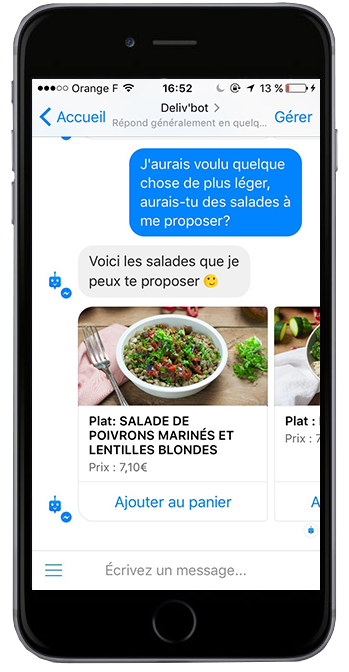 ●●●○○ Orange F 16:52 13 %
Deliv'bot >
Accueil Répond généralement en quelq... Gérer
J'aurais voulu quelque
chose de plus léger,
aurais-tu des salades à
me proposer?
Voici les salades que je
peux te proposer 🙂
Plat: SALADE DE
POIVRONS MARINÉS ET
LENTILLES BLONDES
Prix : 7,10€
Ajouter au panier
Plat :
Prix : 7
A
Écrivez un message...